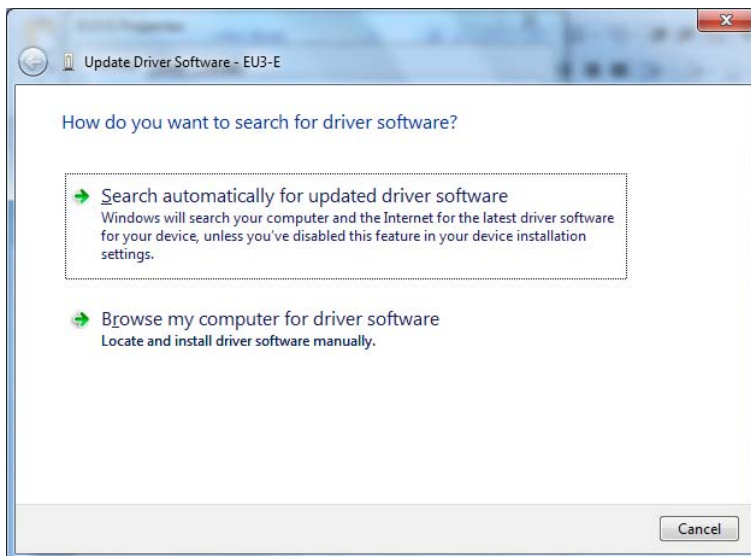 Update Driver Software - EU3-E
How do you want to search for driver software?
Search automatically for updated driver software
Windows will search your computer and the Internet for the latest driver software
for your device, unless you've disabled this feature in your device installation
settings.
Browse my computer for driver software
Locate and install driver software manually.
Cancel